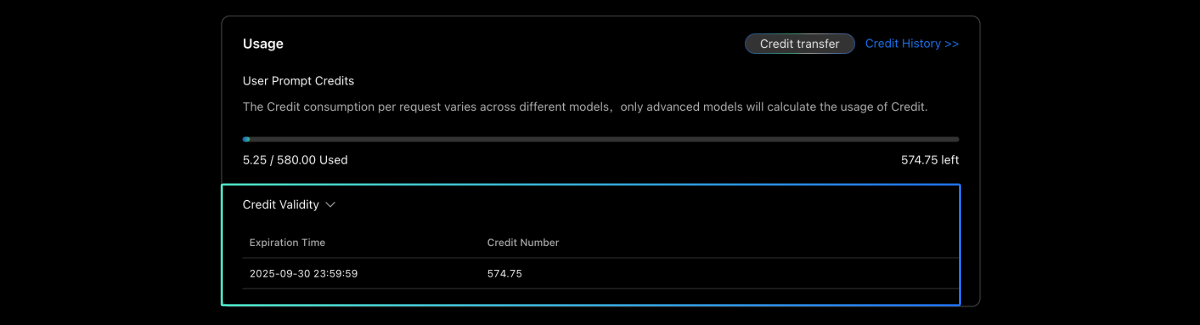 Usage
Credit transfer
Credit History >>
User Prompt Credits
The Credit consumption per request varies across different models，only advanced models will calculate the usage of Credit.
5.25 / 580.00 Used
574.75 left
Credit Validity
Expiration Time
Credit Number
2025-09-30 23:59:59
574.75